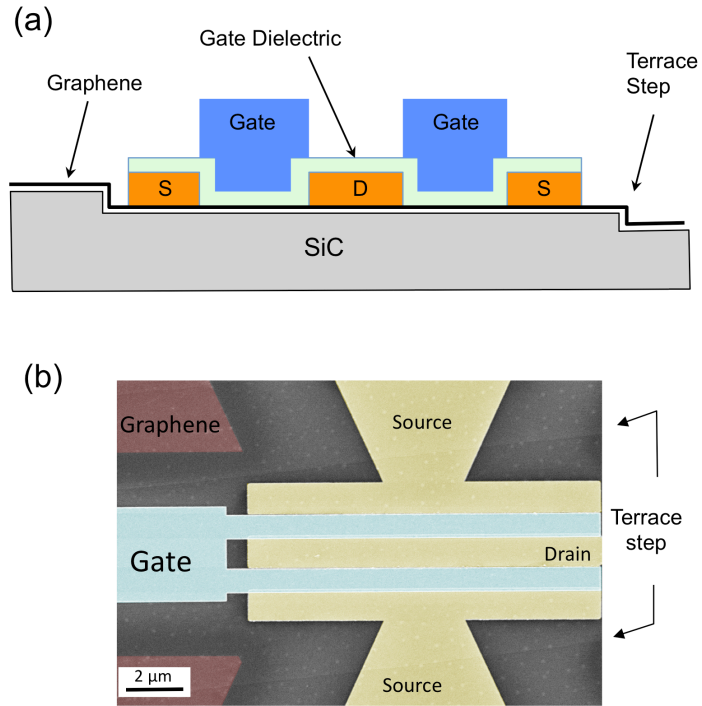 (a)
Gate Dielectric
Graphene
Terrace
Step
Gate
Gate
S
D
S
SiC
(b)
Graphene
Source
Terrace
step
Gate
Drain
2 μm
Source